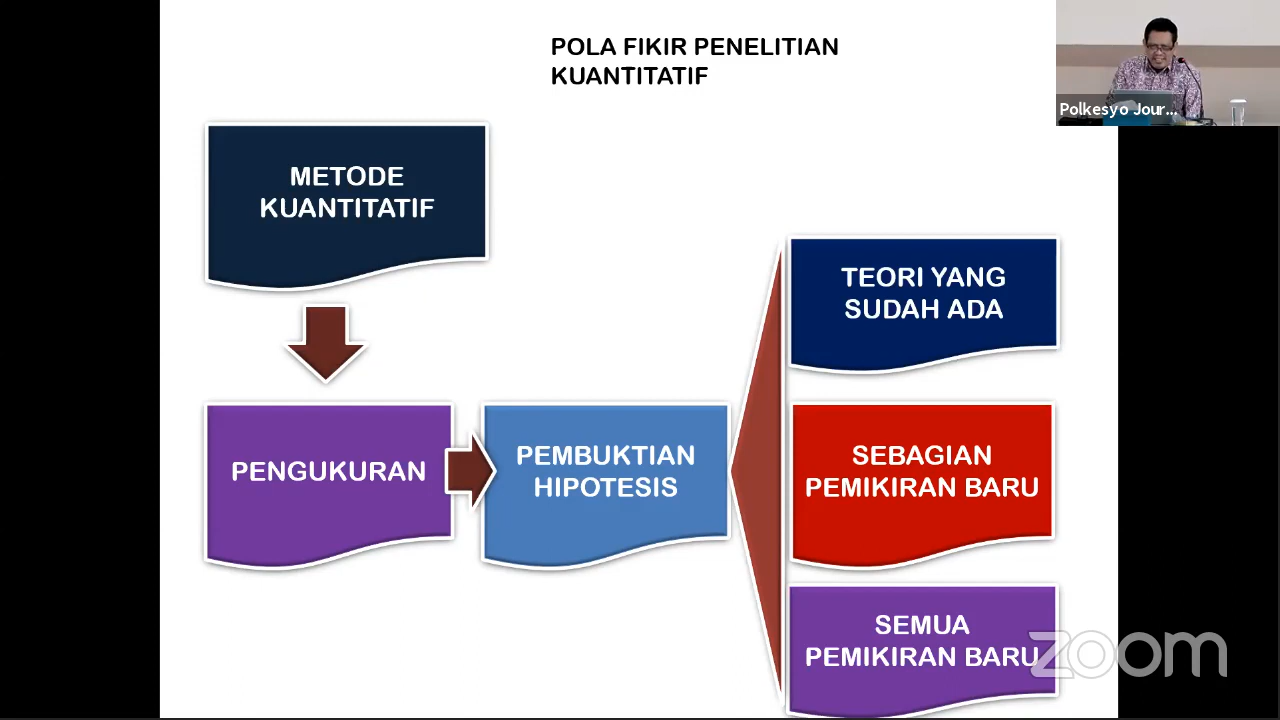 POLA FIKIR PENELITIAN
KUANTITATIF
Polkesyo Jour...
METODE
KUANTITATIF
TEORI YANG
SUDAH ADA
PENGUKURAN
PEMBUKTIAN
HIPOTESIS
SEBAGIAN
PEMIKIRAN BARU
SEMUA
PEMIKIRAN BARU
zoom